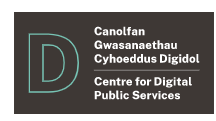 D
Canolfan
Gwasanaethau
Cyhoeddus Digidol
Centre for Digital
Public Services